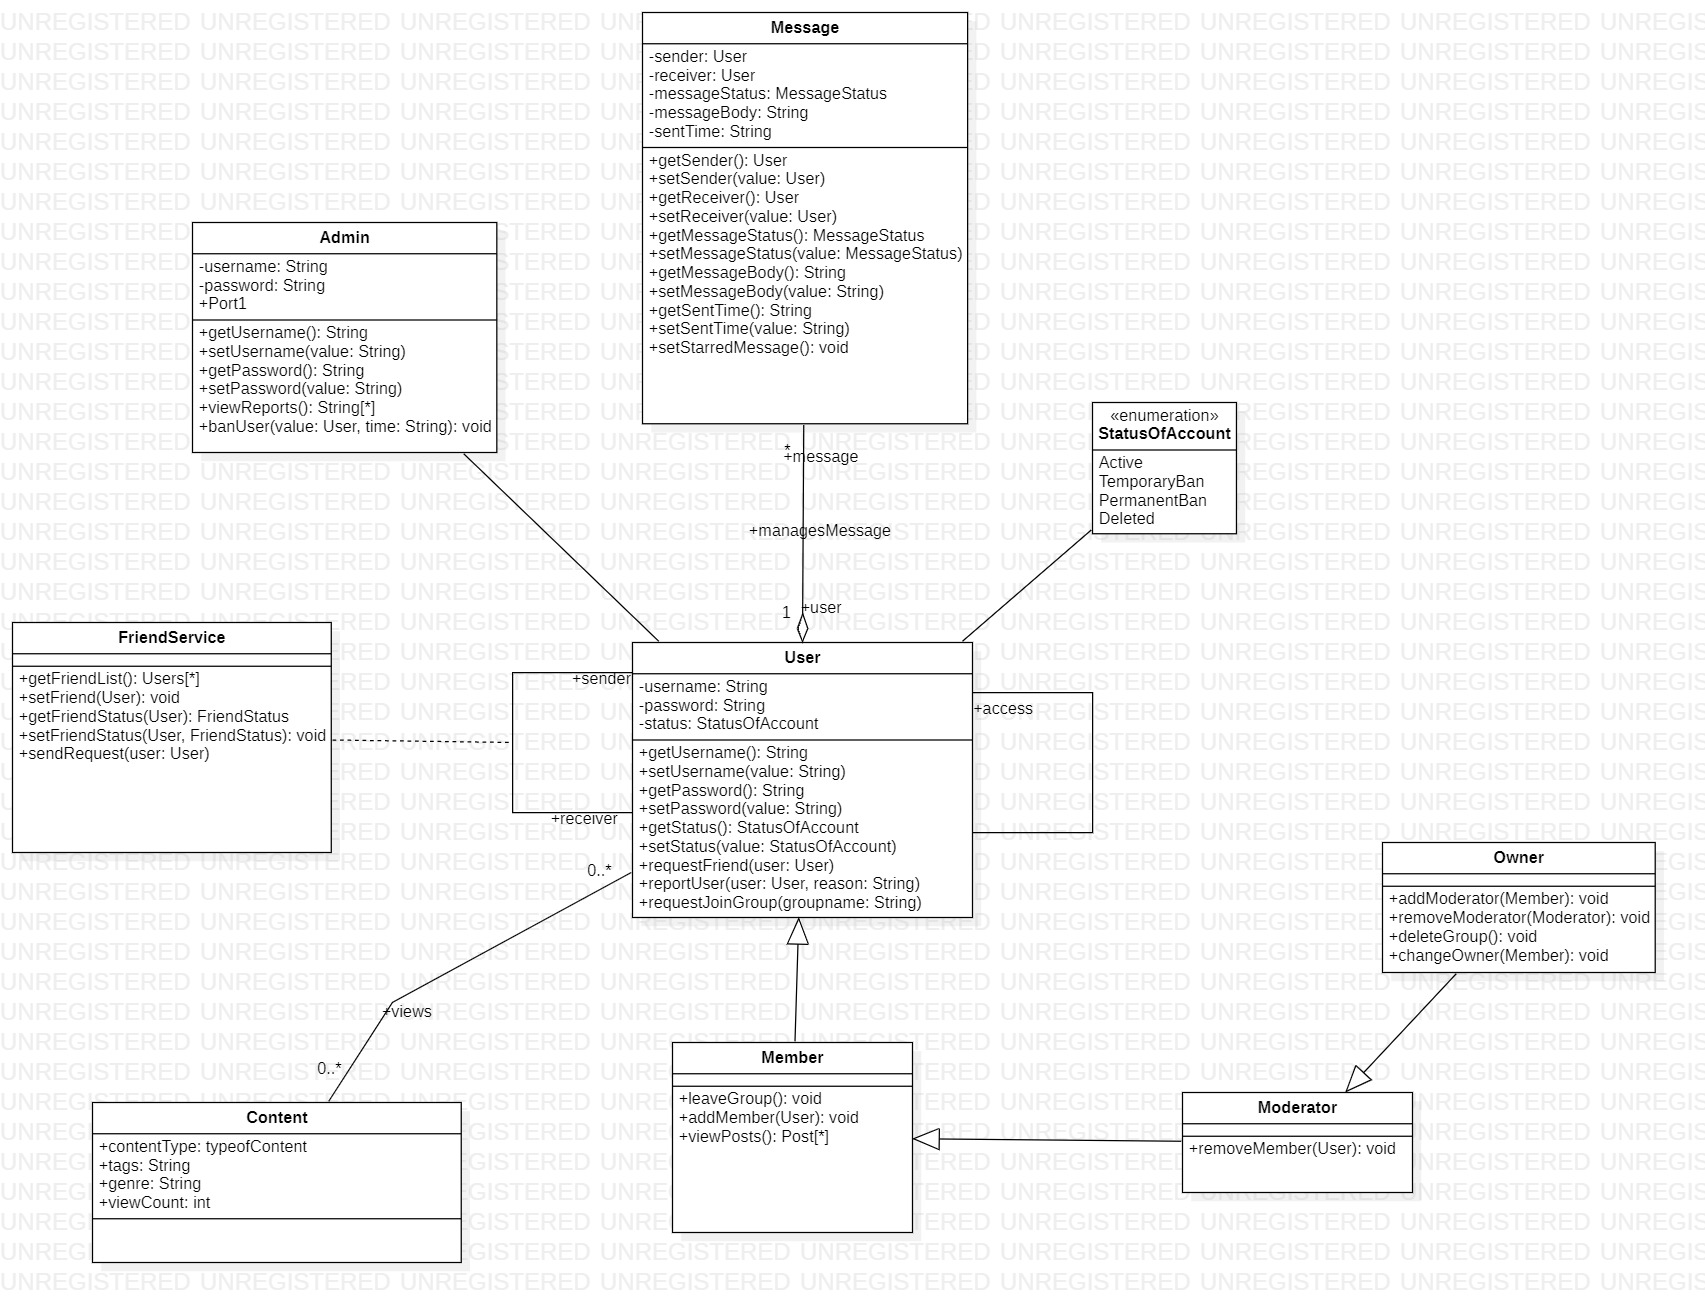 Message
-sender: User
-receiver: User
-messageStatus: MessageStatus
-messageBody: String
-sentTime: String
+getSender(): User
+setSender(value: User)
+getReceiver(): User
+setReceiver(value: User)
+getMessageStatus(): MessageStatus
+setMessageStatus(value: MessageStatus)
+getMessageBody(): String
+setMessageBody(value: String)
+getSentTime(): String
+setSentTime(value: String)
+setStarredMessage(): void
Admin
-username: String
-password: String
+Port1
+getUsername(): String
+setUsername(value: String)
+getPassword(): String
+setPassword(value: String)
+viewReports(): String[*]
+banUser(value: User, time: String): void
«enumeration»
StatusOfAccount
Active
TemporaryBan
PermanentBan
Deleted
*
+message
+managesMessage
1
+user
FriendService
+getFriendList(): Users[*]
+setFriend(User): void
+getFriendStatus(User): FriendStatus
+setFriendStatus(User, FriendStatus): void
+sendRequest(user: User)
+sender
+receiver
User
-username: String
-password: String
-status: StatusOfAccount
+getUsername(): String
+setUsername(value: String)
+getPassword(): String
+setPassword(value: String)
+getStatus(): StatusOfAccount
+setStatus(value: StatusOfAccount)
+requestFriend(user: User)
+reportUser(user: User, reason: String)
+requestJoinGroup(groupname: String)
+access
0..*
+views
0..*
Owner
+addModerator(Member): void
+removeModerator(Moderator): void
+deleteGroup(): void
+changeOwner(Member): void
Content
+contentType: typeofContent
+tags: String
+genre: String
+viewCount: int
Member
+leaveGroup(): void
+addMember(User): void
+viewPosts(): Post[*]
Moderator
+removeMember(User): void
UNREGISTERED